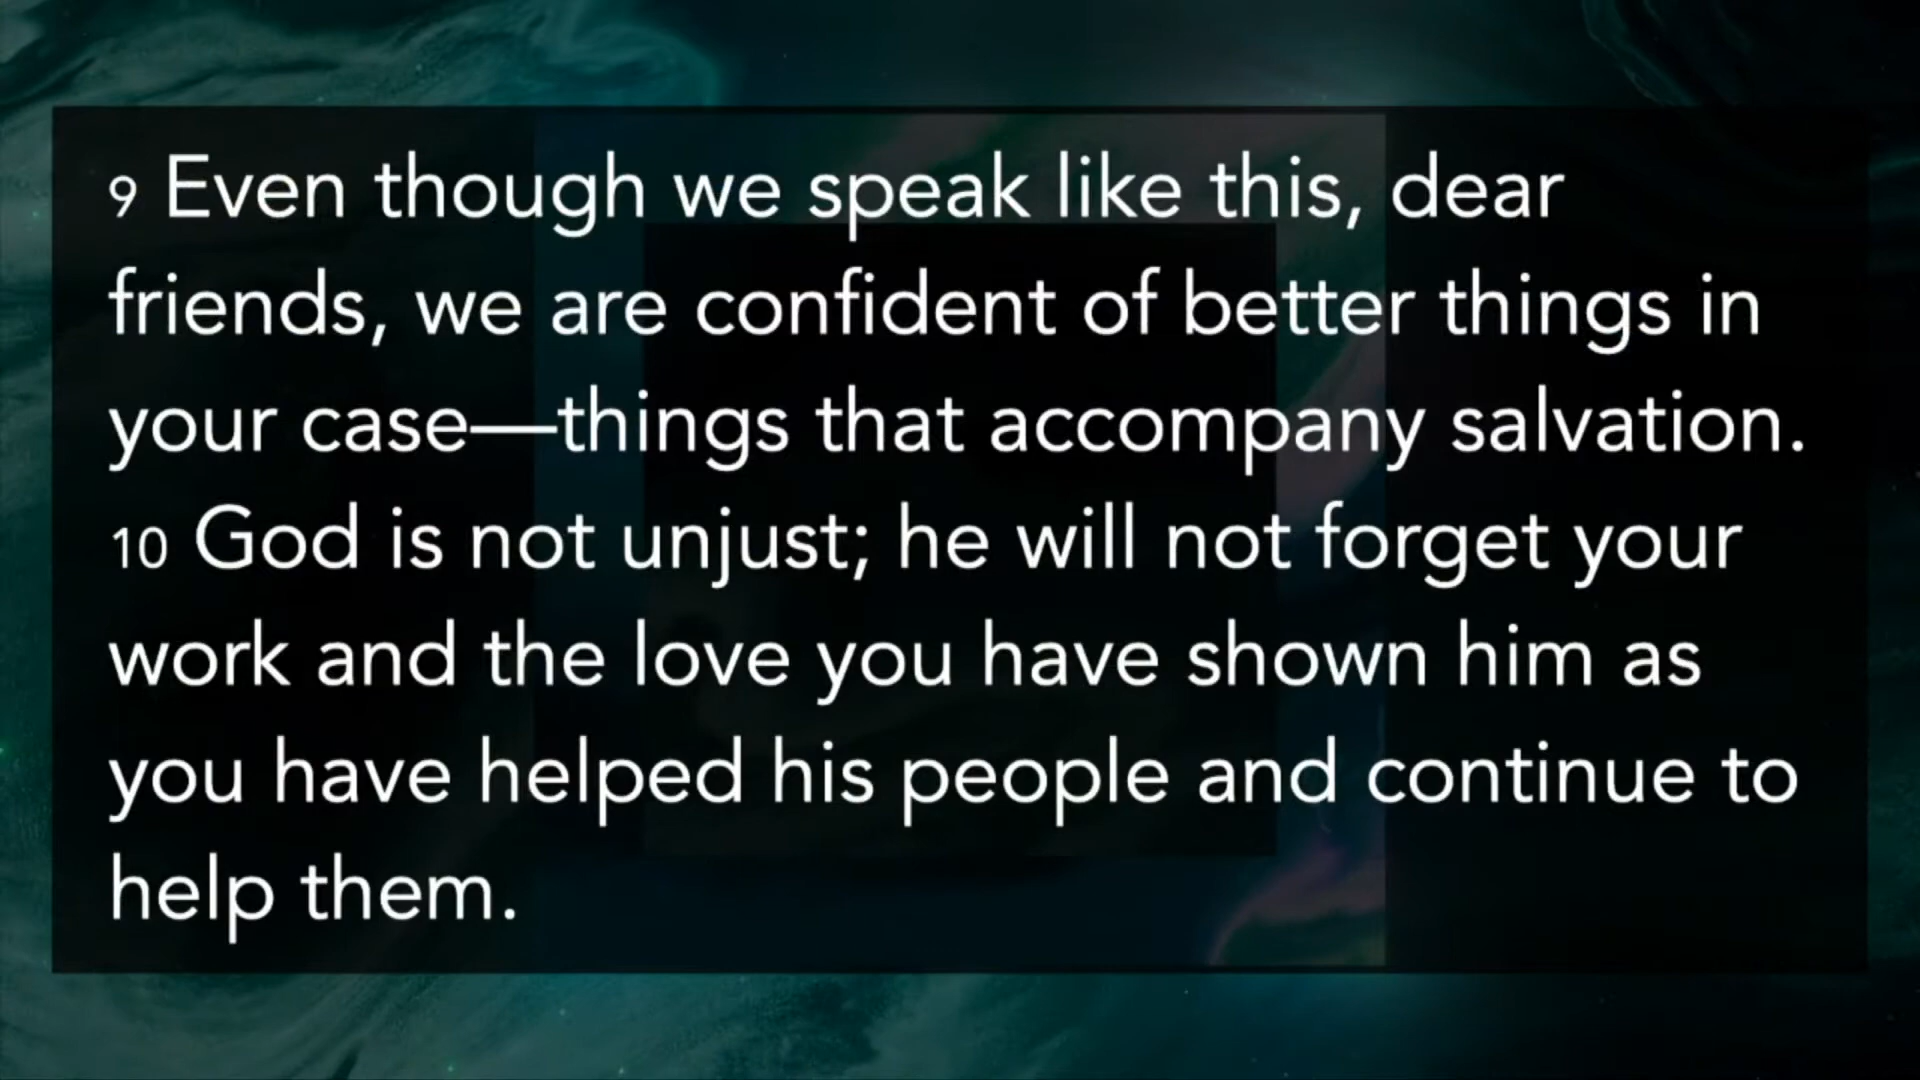 9 Even though we speak like this, dear
friends, we are confident of better things in
your case—things that accompany salvation.
10 God is not unjust; he will not forget your
work and the love you have shown him as
you have helped his people and continue to
help them.